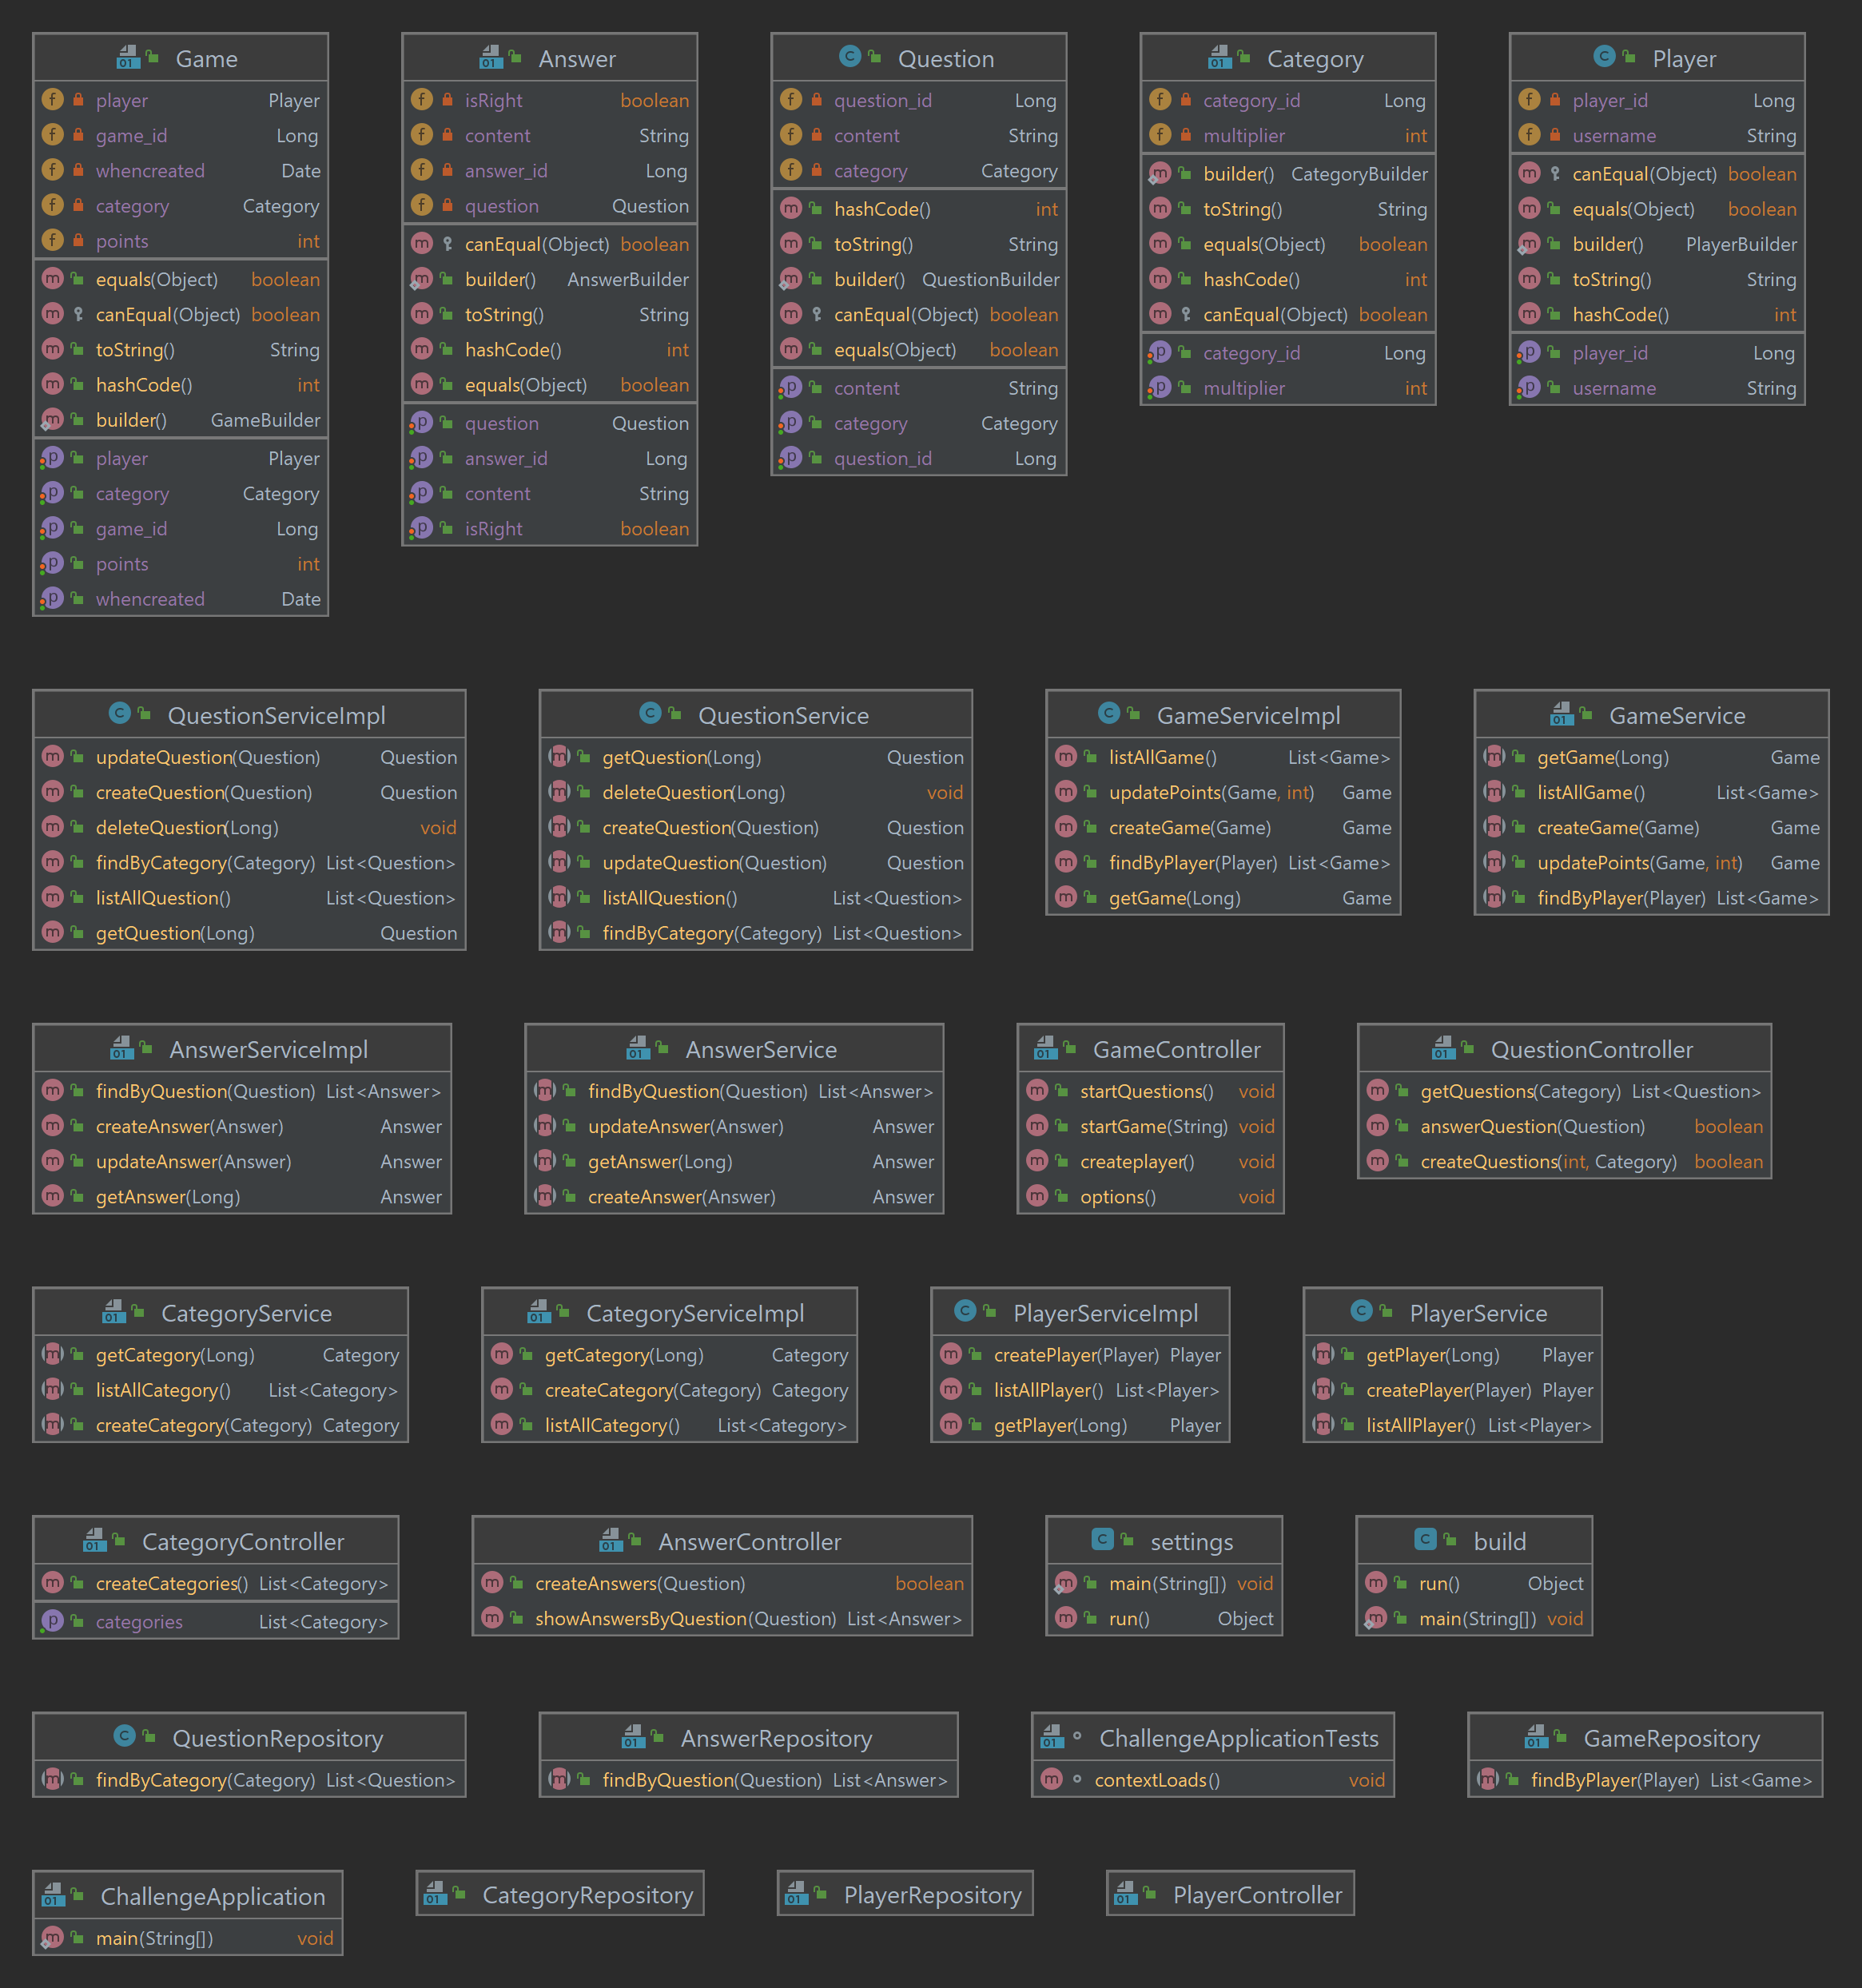 Game
player Player
game_id Long
whencreated Date
category Category
points int
equals(Object) boolean
canEqual(Object) boolean
toString() String
hashCode() int
builder() GameBuilder
player Player
category Category
game_id Long
points int
whencreated Date
Answer
isRight boolean
content String
answer_id Long
question Question
canEqual(Object) boolean
builder() AnswerBuilder
toString() String
hashCode() int
equals(Object) boolean
question Question
answer_id Long
content String
isRight boolean
Question
question_id Long
content String
category Category
hashCode() int
toString() String
builder() QuestionBuilder
canEqual(Object) boolean
equals(Object) boolean
content String
category Category
question_id Long
Category
category_id Long
multiplier int
builder() CategoryBuilder
toString() String
equals(Object) boolean
hashCode() int
canEqual(Object) boolean
category_id Long
multiplier int
Player
player_id Long
username String
canEqual(Object) boolean
equals(Object) boolean
builder() PlayerBuilder
toString() String
hashCode() int
player_id Long
username String
QuestionServiceImpl
updateQuestion(Question) Question
createQuestion(Question) Question
deleteQuestion(Long) void
findByCategory(Category) List<Question>
listAllQuestion() List<Question>
getQuestion(Long) Question
QuestionService
getQuestion(Long) Question
deleteQuestion(Long) void
createQuestion(Question) Question
updateQuestion(Question) Question
listAllQuestion() List<Question>
findByCategory(Category) List<Question>
GameServiceImpl
listAllGame() List<Game>
updatePoints(Game, int) Game
createGame(Game) Game
findByPlayer(Player) List<Game>
getGame(Long) Game
GameService
getGame(Long) Game
listAllGame() List<Game>
createGame(Game) Game
updatePoints(Game, int) Game
findByPlayer(Player) List<Game>
AnswerServiceImpl
findByQuestion(Question) List<Answer>
createAnswer(Answer) Answer
updateAnswer(Answer) Answer
getAnswer(Long) Answer
AnswerService
findByQuestion(Question) List<Answer>
updateAnswer(Answer) Answer
getAnswer(Long) Answer
createAnswer(Answer) Answer
GameController
startQuestions() void
startGame(String) void
createplayer() void
options() void
QuestionController
getQuestions(Category) List<Question>
answerQuestion(Question) boolean
createQuestions(int, Category) boolean
CategoryService
getCategory(Long) Category
listAllCategory() List<Category>
createCategory(Category) Category
CategoryServiceImpl
getCategory(Long) Category
createCategory(Category) Category
listAllCategory() List<Category>
PlayerServiceImpl
createPlayer(Player) Player
listAllPlayer() List<Player>
getPlayer(Long) Player
PlayerService
getPlayer(Long) Player
createPlayer(Player) Player
listAllPlayer() List<Player>
CategoryController
createCategories() List<Category>
categories List<Category>
AnswerController
createAnswers(Question) boolean
showAnswersByQuestion(Question) List<Answer>
settings
main(String[]) void
run() Object
build
run() Object
main(String[]) void
QuestionRepository
findByCategory(Category) List<Question>
AnswerRepository
findByQuestion(Question) List<Answer>
ChallengeApplicationTests
contextLoads() void
GameRepository
findByPlayer(Player) List<Game>
ChallengeApplication
main(String[]) void
CategoryRepository
PlayerRepository
PlayerController